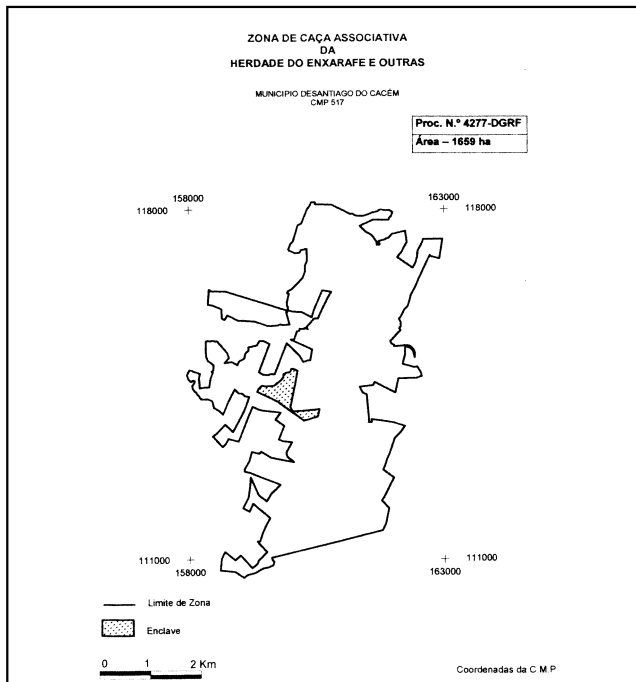 ZONA DE CAÇA ASSOCIATIVA
DA
HERDADE DO ENXARAFE E OUTRAS
MUNICIPIO DESANTIAGO DO CACÉM
CMP 517
Proc. N.º 4277-DGRF
Área – 1659 ha
158000
118000
163000
118000
111000
158000
111000
163000
Limite de Zona
Enclave
0 1 2 Km
Coordenadas da C.M.P